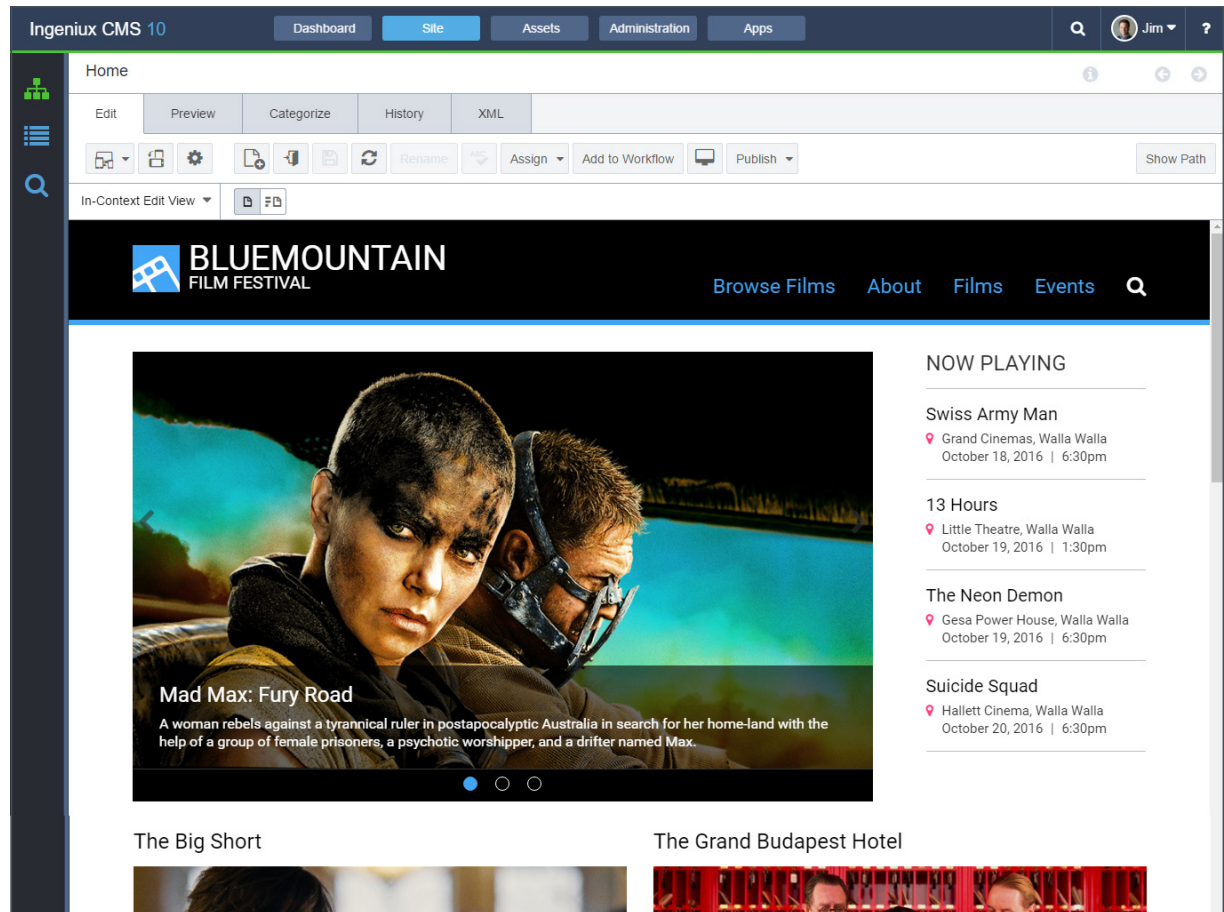 Ingeniux CMS 10
Dashboard
Site
Assets
Administration
Apps
Jim
?
Home
Edit
Preview
Categorize
History
XML
Rename
ABC
Assign
Add to Workflow
Publish
Show Path
In-Context Edit View
BLUEMOUNTAIN
FILM FESTIVAL
Browse Films
About
Films
Events
NOW PLAYING
Swiss Army Man
Grand Cinemas, Walla Walla
October 18, 2016 | 6:30pm
13 Hours
Little Theatre, Walla Walla
October 19, 2016 | 1:30pm
The Neon Demon
Gesa Power House, Walla Walla
October 19, 2016 | 6:30pm
Suicide Squad
Hallett Cinema, Walla Walla
October 20, 2016 | 6:30pm
Mad Max: Fury Road
A woman rebels against a tyrannical ruler in postapocalyptic Australia in search for her home-land with the
help of a group of female prisoners, a psychotic worshipper, and a drifter named Max.
The Big Short
The Grand Budapest Hotel